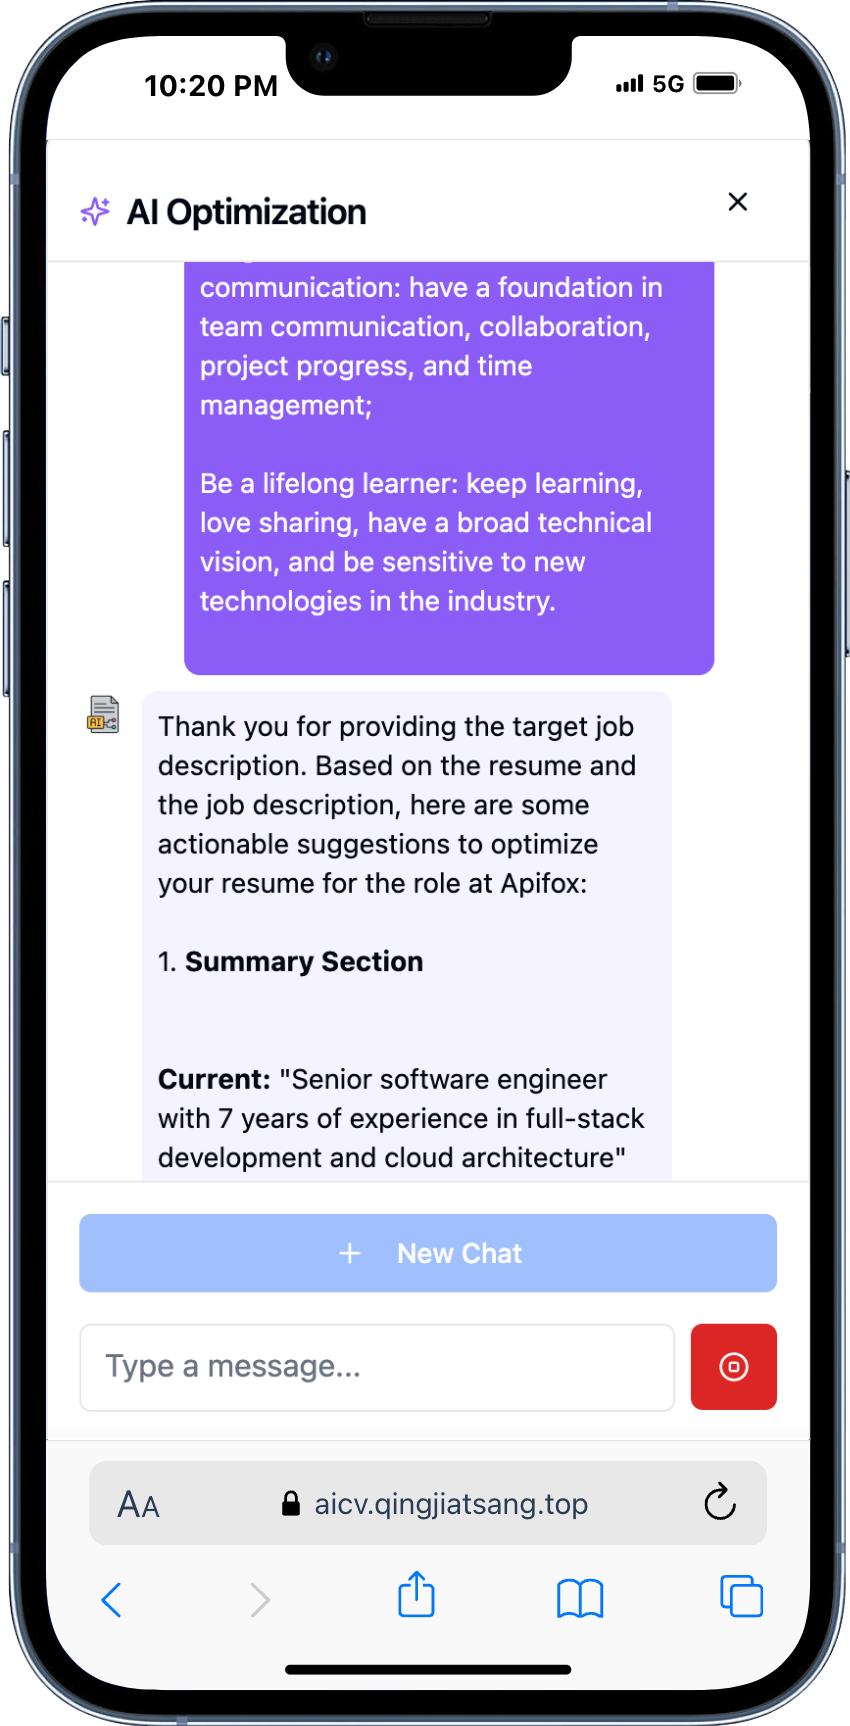 10:20 PM
5G
AI Optimization
communication: have a foundation in
team communication, collaboration,
project progress, and time
management;
Be a lifelong learner: keep learning,
love sharing, have a broad technical
vision, and be sensitive to new
technologies in the industry.
AI
Thank you for providing the target job
description. Based on the resume and
the job description, here are some
actionable suggestions to optimize
your resume for the role at Apifox:
1. Summary Section
Current: "Senior software engineer
with 7 years of experience in full-stack
development and cloud architecture"
New Chat
Type a message...
AA
aicv.qingjiatsang.top